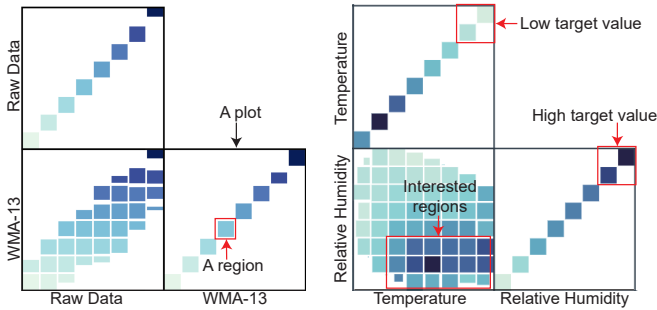 Raw Data
WMA-13
A plot
A region
Raw Data
WMA-13
Temperature
Low target value
High target value
Relative Humidity
Interested
regions
Temperature
Relative Humidity